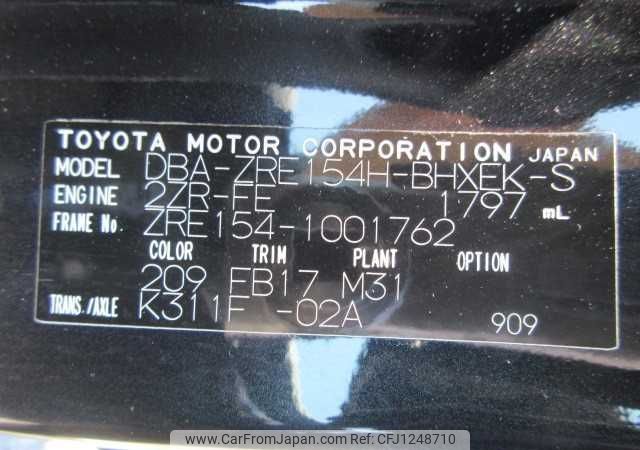 TOYOTA MOTOR CORPORATION JAPAN
MODEL DBA-ZRE154H-BHXEK-S
ENGINE 2ZR-FE 1797 mL
FRAME No. ZRE154-1001762
COLOR TRIM PLANT OPTION
209 FB17 M31
TRANS./AXLE K311F -02A 909
www.CarFromJapan.com CFJ1248710